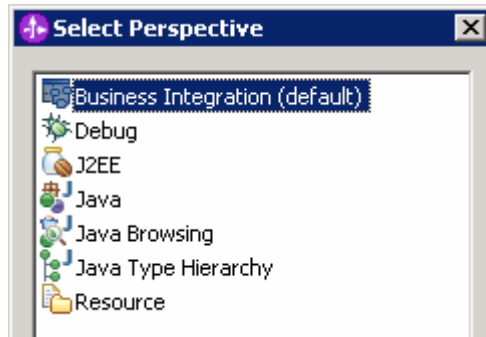 Select Perspective
Business Integration (default)
Debug
J2EE
Java
Java Browsing
Java Type Hierarchy
Resource